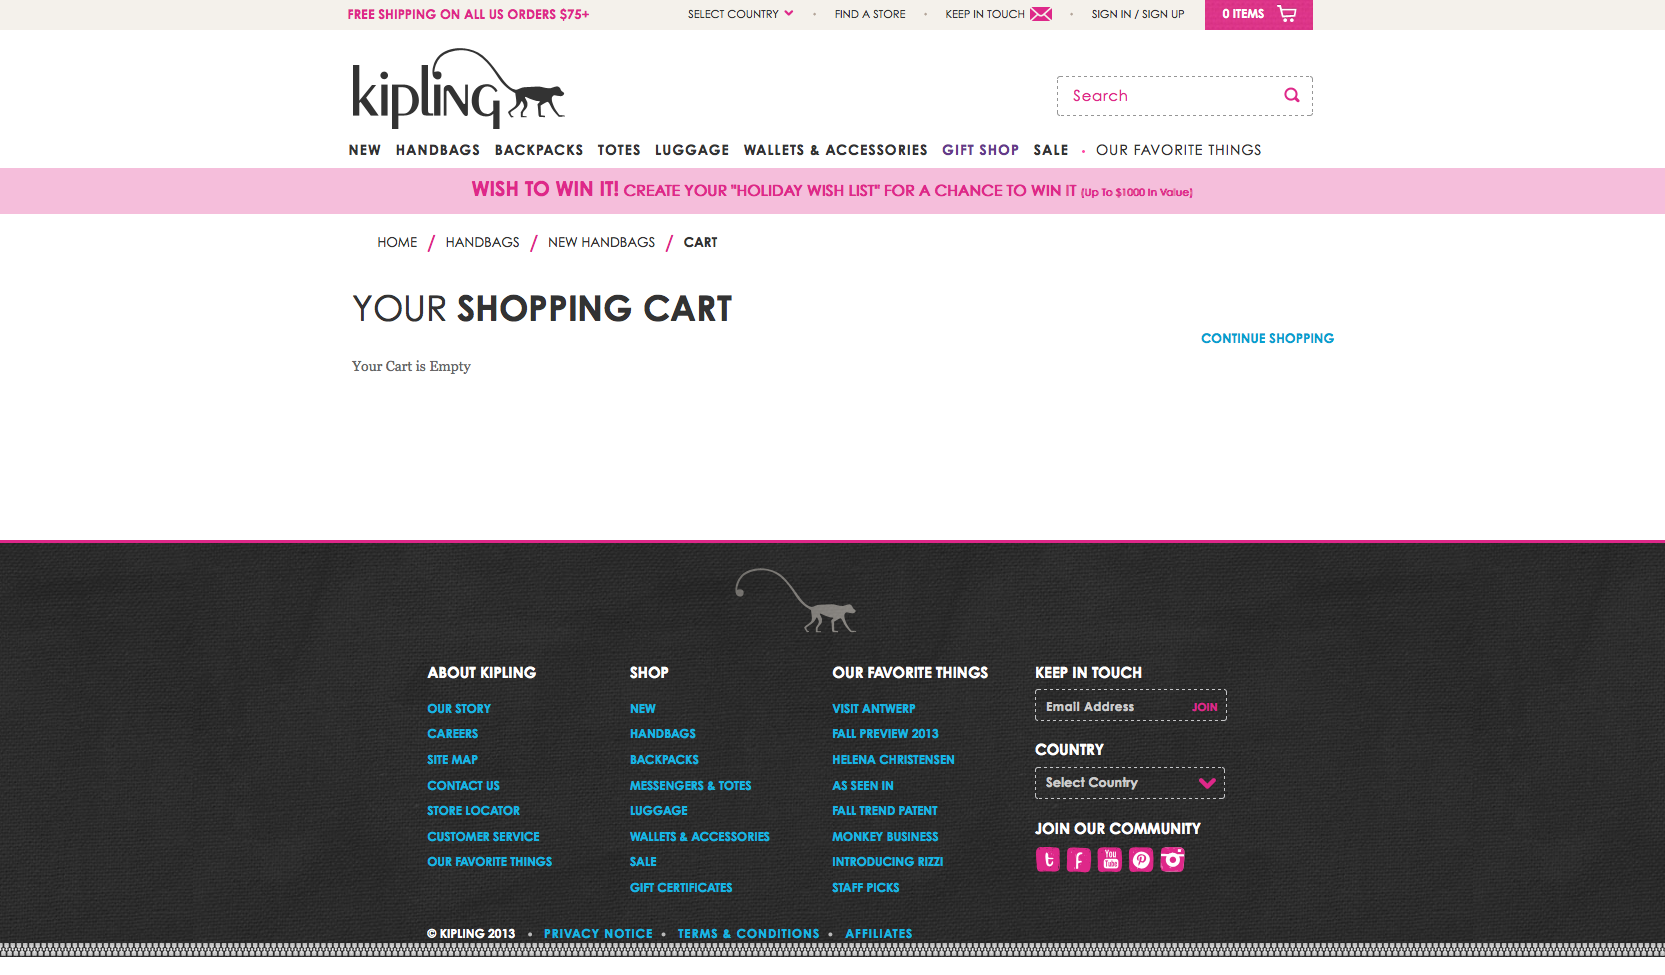 FREE SHIPPING ON ALL US ORDERS $75+
SELECT COUNTRY • FIND A STORE • KEEP IN TOUCH • SIGN IN / SIGN UP
0 ITEMS
kipling
Search
NEW HANDBAGS BACKPACKS TOTES LUGGAGE WALLETS & ACCESSORIES GIFT SHOP SALE • OUR FAVORITE THINGS
WISH TO WIN IT! CREATE YOUR "HOLIDAY WISH LIST" FOR A CHANCE TO WIN IT (Up To $1000 In Value)
HOME / HANDBAGS / NEW HANDBAGS / CART
YOUR SHOPPING CART
CONTINUE SHOPPING
Your Cart is Empty
ABOUT KIPLING
OUR STORY
CAREERS
SITE MAP
CONTACT US
STORE LOCATOR
CUSTOMER SERVICE
OUR FAVORITE THINGS
SHOP
NEW
HANDBAGS
BACKPACKS
MESSENGERS & TOTES
LUGGAGE
WALLETS & ACCESSORIES
SALE
GIFT CERTIFICATES
OUR FAVORITE THINGS
VISIT ANTWERP
FALL PREVIEW 2013
HELENA CHRISTENSEN
AS SEEN IN
FALL TREND PATENT
MONKEY BUSINESS
INTRODUCING RIZZI
STAFF PICKS
KEEP IN TOUCH
Email Address JOIN
COUNTRY
Select Country
JOIN OUR COMMUNITY
You
Tube
© KIPLING 2013 • PRIVACY NOTICE • TERMS & CONDITIONS • AFFILIATES